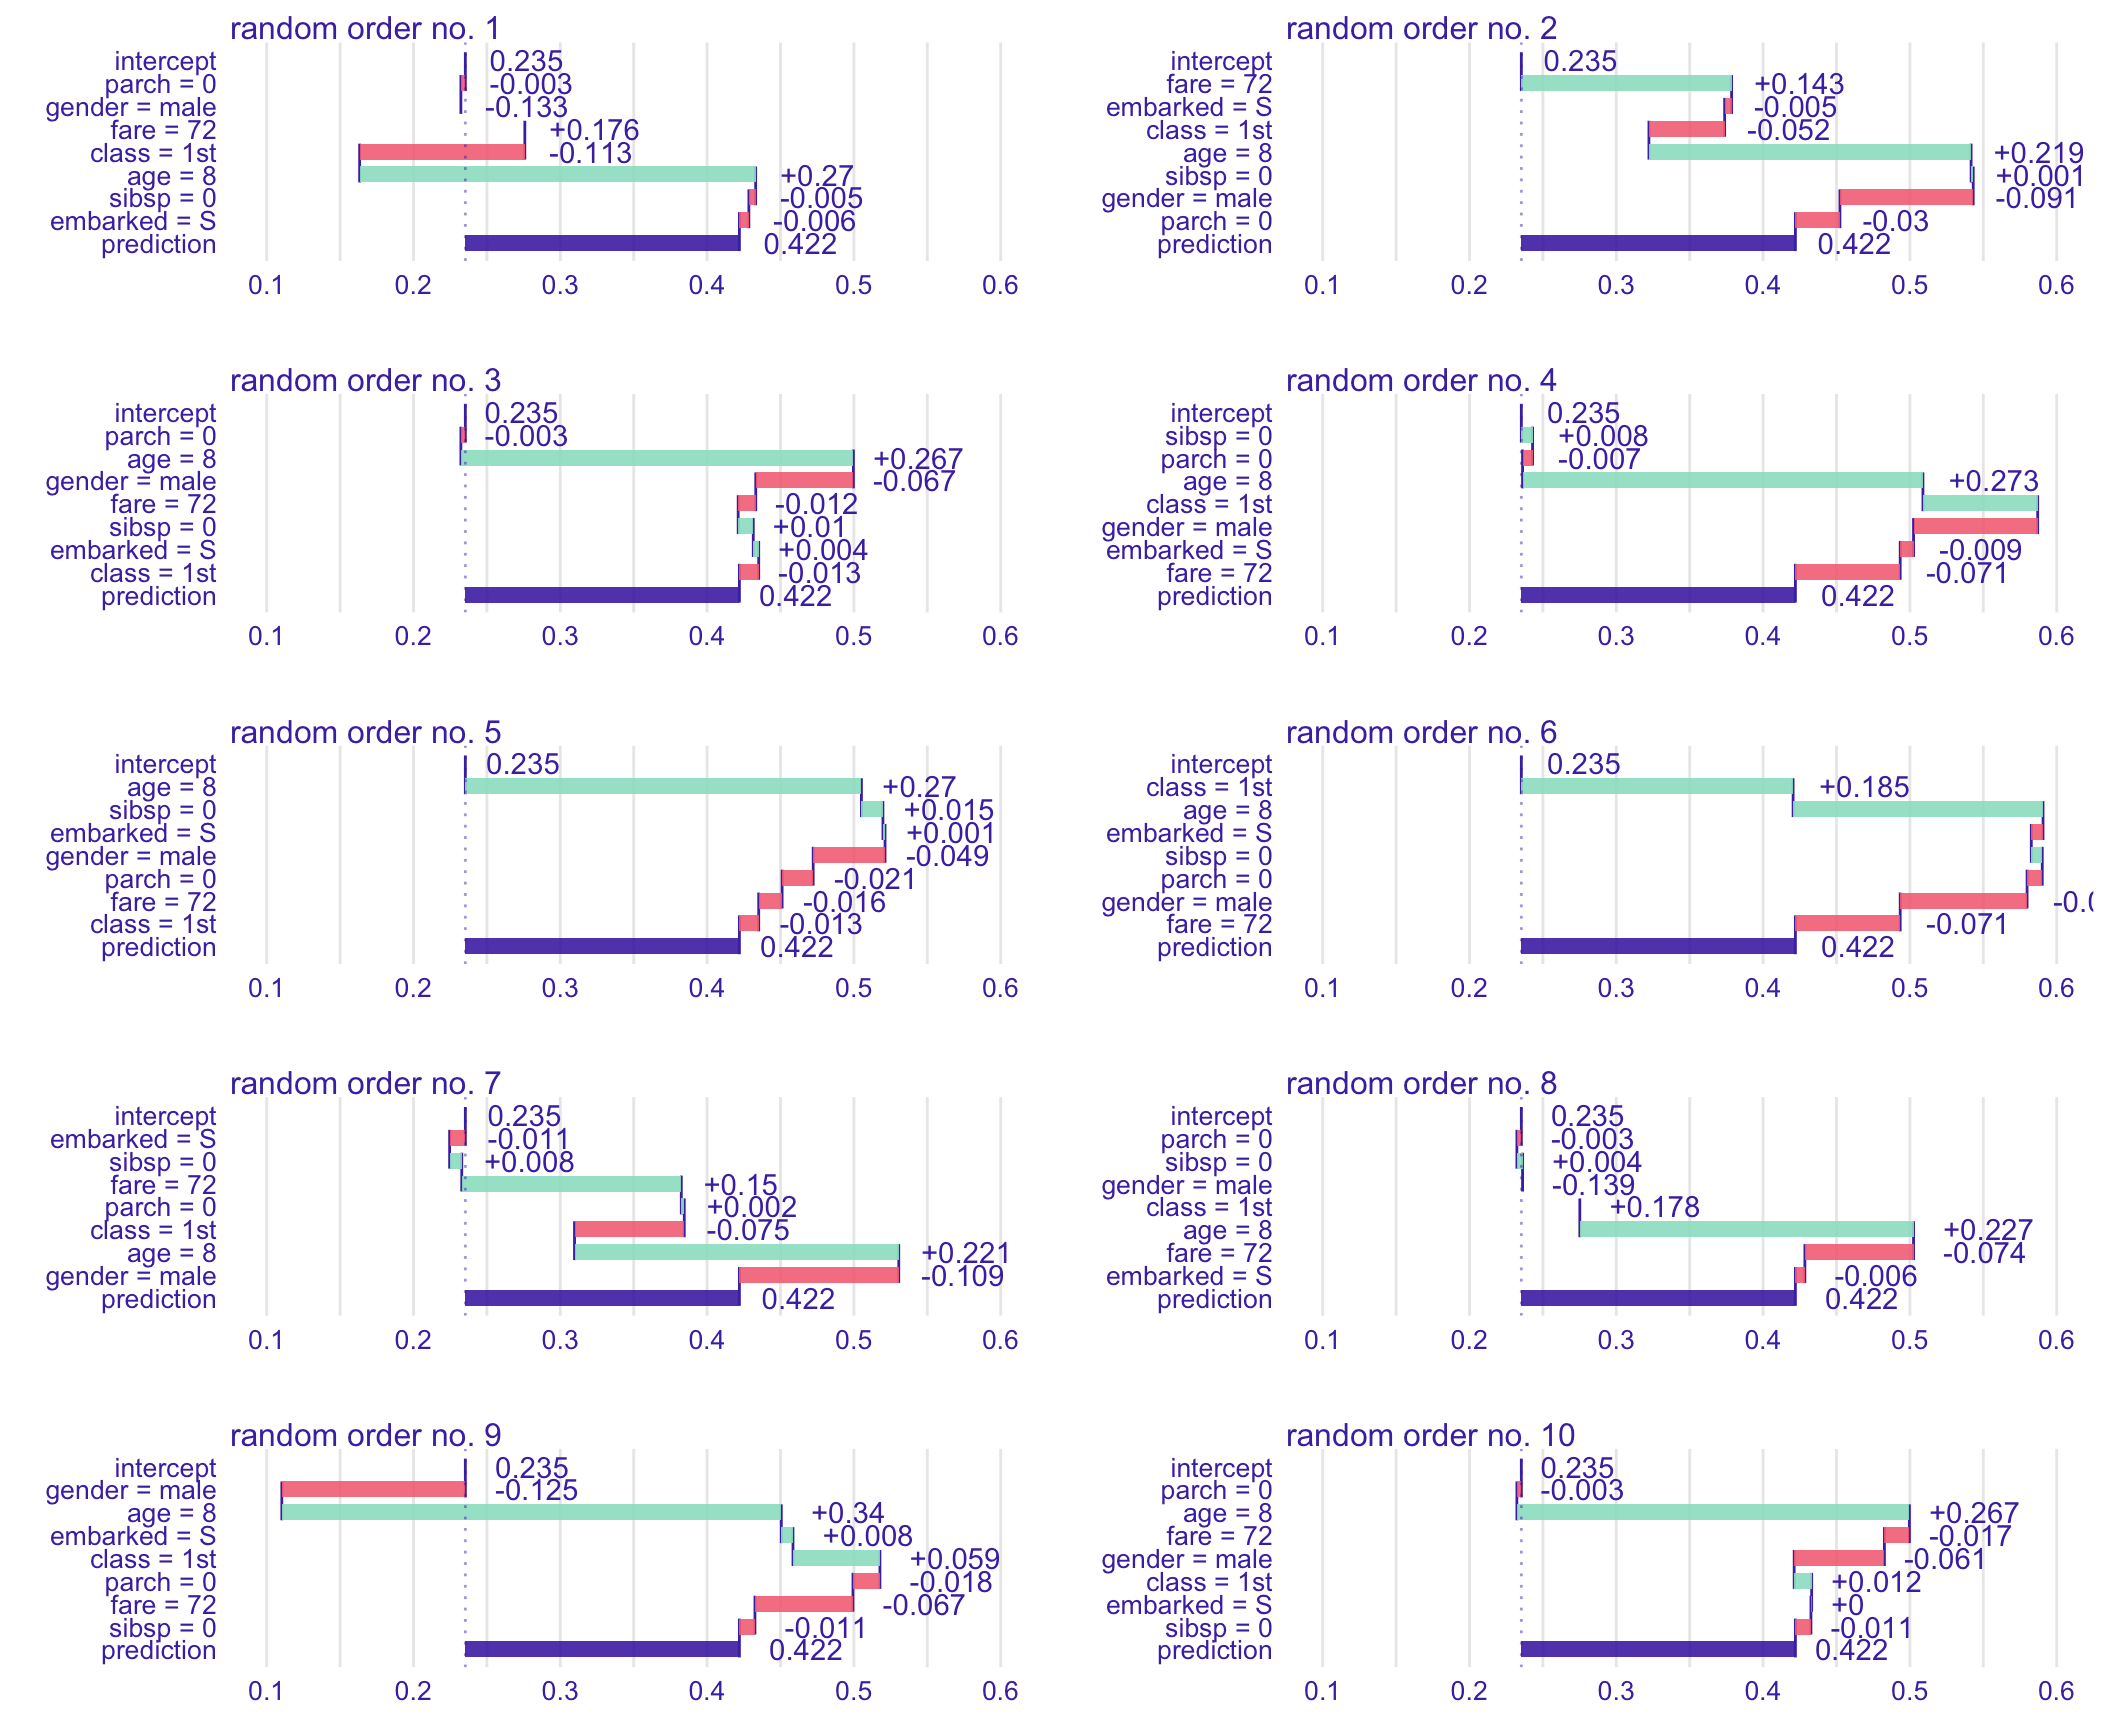 random order no. 1
intercept 0.235
parch = 0 -0.003
gender = male -0.133
fare = 72 +0.176
class = 1st -0.113
age = 8 +0.27
sibsp = 0 -0.005
embarked = S -0.006
prediction 0.422
0.1 0.2 0.3 0.4 0.5 0.6
random order no. 2
intercept 0.235
fare = 72 +0.143
embarked = S -0.005
class = 1st -0.052
age = 8 +0.219
sibsp = 0 +0.001
gender = male -0.091
parch = 0 -0.03
prediction 0.422
0.1 0.2 0.3 0.4 0.5 0.6
random order no. 3
intercept 0.235
parch = 0 -0.003
age = 8 +0.267
gender = male -0.067
fare = 72 -0.012
sibsp = 0 +0.01
embarked = S +0.004
class = 1st -0.013
prediction 0.422
0.1 0.2 0.3 0.4 0.5 0.6
random order no. 4
intercept 0.235
sibsp = 0 +0.008
parch = 0 -0.007
age = 8 +0.273
class = 1st
gender = male
embarked = S -0.009
fare = 72 -0.071
prediction 0.422
0.1 0.2 0.3 0.4 0.5 0.6
random order no. 5
intercept 0.235
age = 8 +0.27
sibsp = 0 +0.015
embarked = S +0.001
gender = male -0.049
parch = 0 -0.021
fare = 72 -0.016
class = 1st -0.013
prediction 0.422
0.1 0.2 0.3 0.4 0.5 0.6
random order no. 6
intercept 0.235
class = 1st +0.185
age = 8
embarked = S
sibsp = 0
parch = 0
gender = male
fare = 72 -0.071
prediction 0.422
0.1 0.2 0.3 0.4 0.5 0.6
random order no. 7
intercept 0.235
embarked = S -0.011
sibsp = 0 +0.008
fare = 72 +0.15
parch = 0 +0.002
class = 1st -0.075
age = 8 +0.221
gender = male -0.109
prediction 0.422
0.1 0.2 0.3 0.4 0.5 0.6
random order no. 8
intercept 0.235
parch = 0 -0.003
sibsp = 0 +0.004
gender = male -0.139
class = 1st +0.178
age = 8 +0.227
fare = 72 -0.074
embarked = S -0.006
prediction 0.422
0.1 0.2 0.3 0.4 0.5 0.6
random order no. 9
intercept 0.235
gender = male -0.125
age = 8 +0.34
embarked = S +0.008
class = 1st +0.059
parch = 0 -0.018
fare = 72 -0.067
sibsp = 0 -0.011
prediction 0.422
0.1 0.2 0.3 0.4 0.5 0.6
random order no. 10
intercept 0.235
parch = 0 -0.003
age = 8 +0.267
fare = 72 -0.017
gender = male -0.061
class = 1st +0.012
embarked = S +0
sibsp = 0 -0.011
prediction 0.422
0.1 0.2 0.3 0.4 0.5 0.6